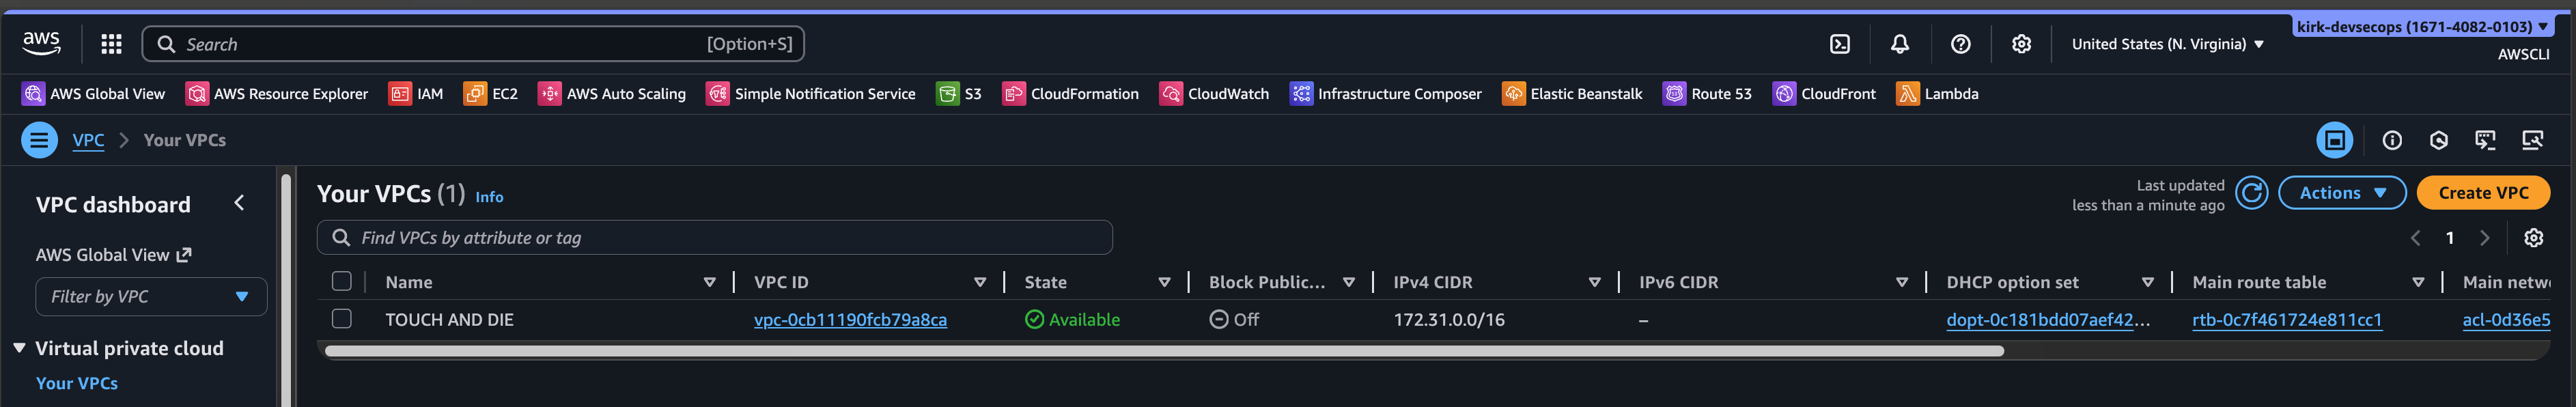 aws
Search [Option+S]
United States (N. Virginia)
kirk-devsecops (1671-4082-0103)
AWSCLI
AWS Global View AWS Resource Explorer IAM EC2 AWS Auto Scaling Simple Notification Service S3 CloudFormation CloudWatch Infrastructure Composer Elastic Beanstalk Route 53 CloudFront Lambda
VPC > Your VPCs
VPC dashboard
AWS Global View
Filter by VPC
Virtual private cloud
Your VPCs
Your VPCs (1) Info
Last updated
less than a minute ago
Actions
Create VPC
Find VPCs by attribute or tag
1
Name VPC ID State Block Public... IPv4 CIDR IPv6 CIDR DHCP option set Main route table Main netw
TOUCH AND DIE vpc-0cb11190fcb79a8ca Available Off 172.31.0.0/16 – dopt-0c181bdd07aef42... rtb-0c7f461724e811cc1 acl-0d36e5